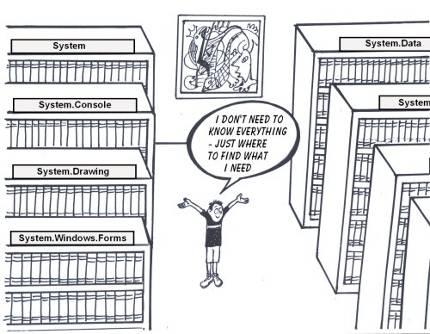 System
System.Console
System.Drawing
System.Windows.Forms
I DON'T NEED TO
KNOW EVERYTHING
- JUST WHERE
TO FIND WHAT
I NEED
System.Data
System